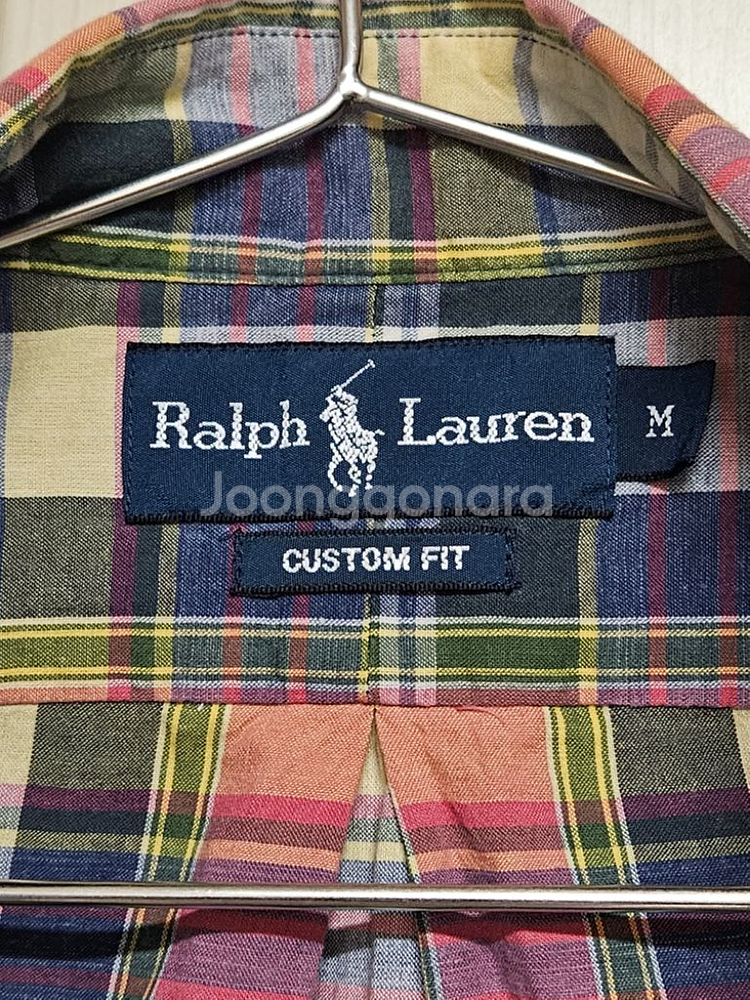 Ralph Lauren
M
Joonggonara
CUSTOM FIT